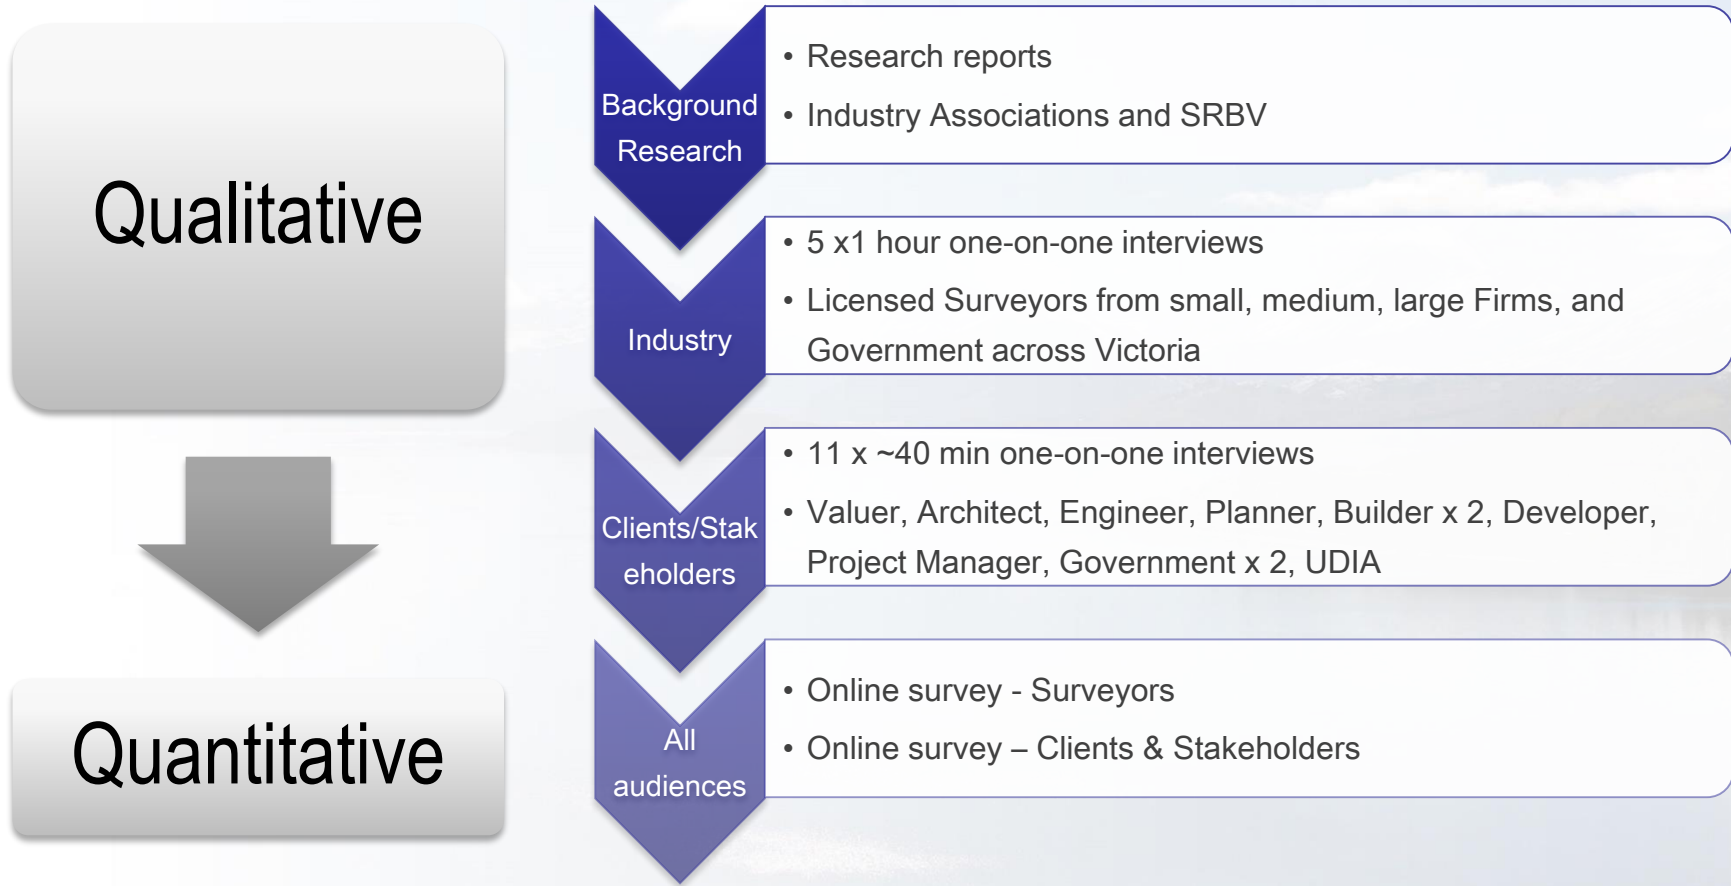 Qualitative
Quantitative
Background
Research
• Research reports
• Industry Associations and SRBV
Industry
• 5 x1 hour one-on-one interviews
• Licensed Surveyors from small, medium, large Firms, and
Government across Victoria
Clients/Stak
eholders
• 11 x ~40 min one-on-one interviews
• Valuer, Architect, Engineer, Planner, Builder x 2, Developer,
Project Manager, Government x 2, UDIA
All
audiences
• Online survey - Surveyors
• Online survey – Clients & Stakeholders